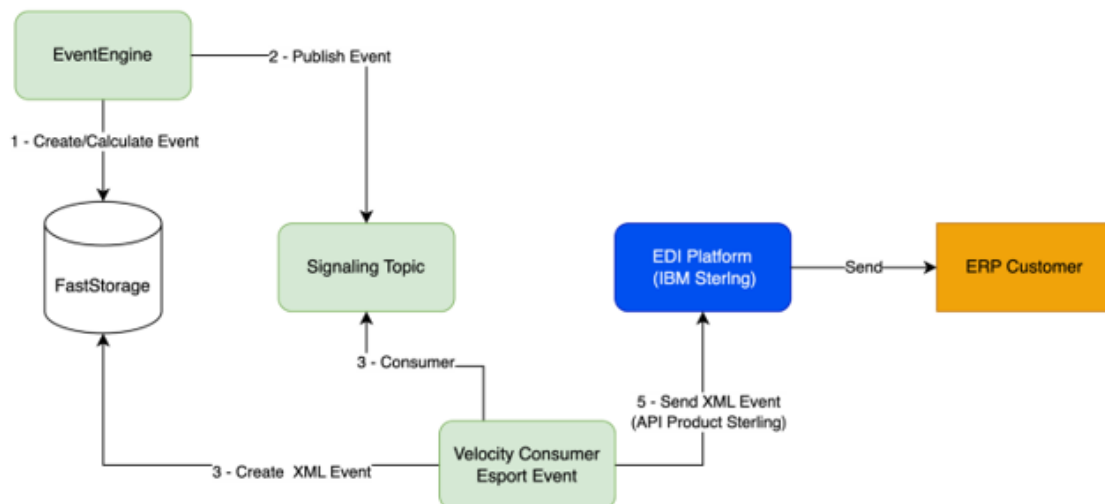 EventEngine
2 - Publish Event
1 - Create/Calculate Event
FastStorage
Signaling Topic
EDI Platform
(IBM Sterlng)
Send
ERP Customer
3 - Consumer
5 - Send XML Event
(API Product Sterling)
Velocity Consumer
Esport Event
3 - Create  XML Event